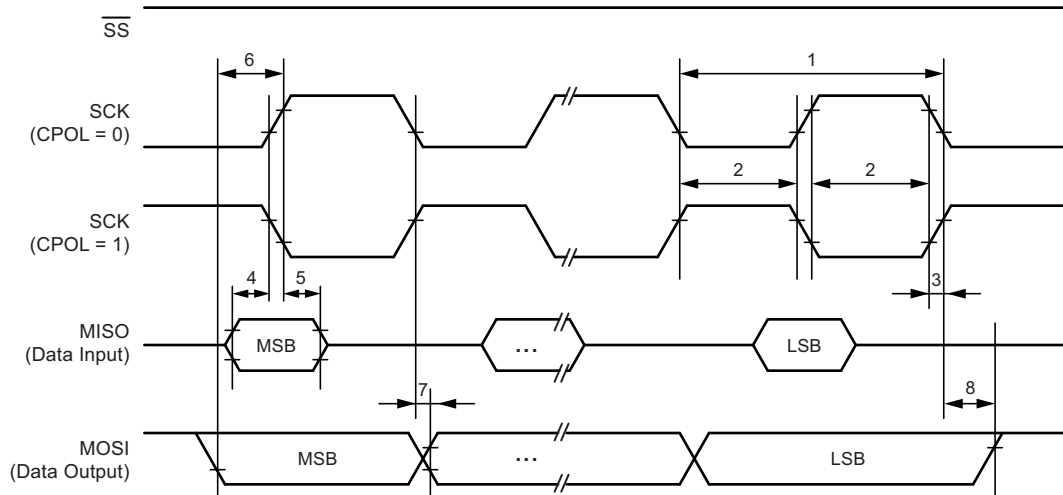 SS
6
1
SCK
(CPOL = 0)
2
2
SCK
(CPOL = 1)
4
5
3
MISO
(Data Input)
MSB
...
LSB
7
8
MOSI
(Data Output)
MSB
...
LSB